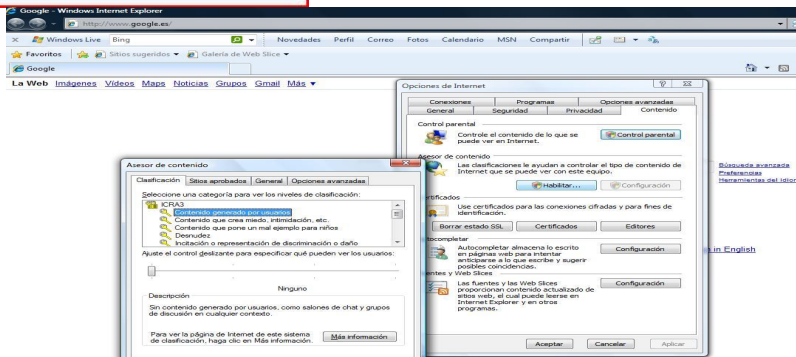 Google - Windows Internet Explorer
http://www.google.es/
Windows Live Bing Novedades Perfil Correo Fotos Calendario MSN Compartir
Favoritos Sitios sugeridos Galería de Web Slice
Google
La Web Imágenes Vídeos Maps Noticias Grupos Gmail Más
Búsqueda avanzada
Preferencias
Herramientas del idior
in English
Opciones de Internet
Conexiones Programas Opciones avanzadas
General Seguridad Privacidad Contenido
Control parental
Controle el contenido de lo que se
puede ver en Internet.
Control parental
Asesor de contenido
Las clasificaciones le ayudan a controlar el tipo de contenido de
Internet que se puede ver con este equipo.
Habilitar... Configuración
ertificados
Use certificados para las conexiones cifradas y para fines de
identificación.
Borrar estado SSL Certificados Editores
tocompletar
Autocompletar almacena lo escrito
en páginas web para intentar
anticiparse a lo que escribe y sugerir
posibles coincidencias.
Configuración
entes y Web Slices
Las fuentes y las Web Slices
proporcionan contenido actualizado de
sitios web, el cual puede leerse en
Internet Explorer y en otros
programas.
Configuración
Aceptar Cancelar Aplicar
Asesor de contenido
Clasificación Sitios aprobados General Opciones avanzadas
Seleccione una categoría para ver los niveles de clasificación:
ICRA3
Contenido generado por usuarios
Contenido que crea miedo, intimidación, etc.
Contenido que pone un mal ejemplo para niños
Desnudez
Incitación o representación de discriminación o daño
Ajuste el control deslizante para especificar qué pueden ver los usuarios:
Ninguno
Descripción
Sin contenido generado por usuarios, como salones de chat y grupos
de discusión en cualquier contexto.
Para ver la página de Internet de este sistema
de clasificación, haga clic en Más información.
Más información